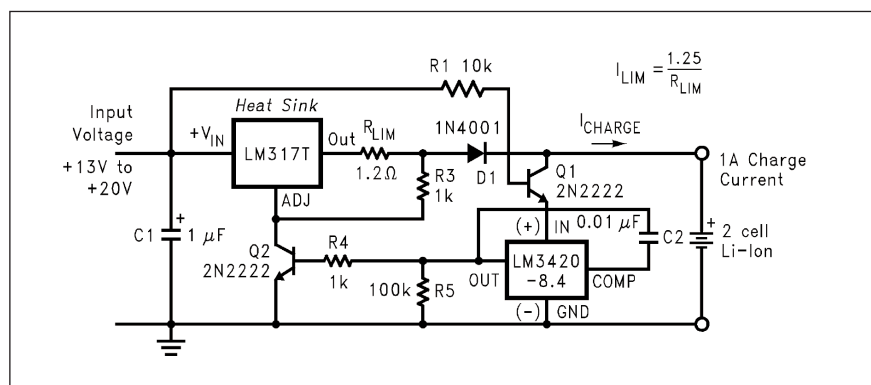 R1 10k
I_LIM = 1.25 / R_LIM
Input
Voltage
+13V to
+20V
Heat Sink
+V_IN
LM317T
Out
R_LIM
1.2Ω
1N4001
D1
I_CHARGE
1A Charge
Current
ADJ
R3
1k
Q1
2N2222
C1
+
1 μF
Q2
2N2222
R4
1k
100k
R5
(+)
IN
0.01 μF
C2
OUT
LM3420
-8.4
COMP
(-)
GND
+
2 cell
Li-Ion